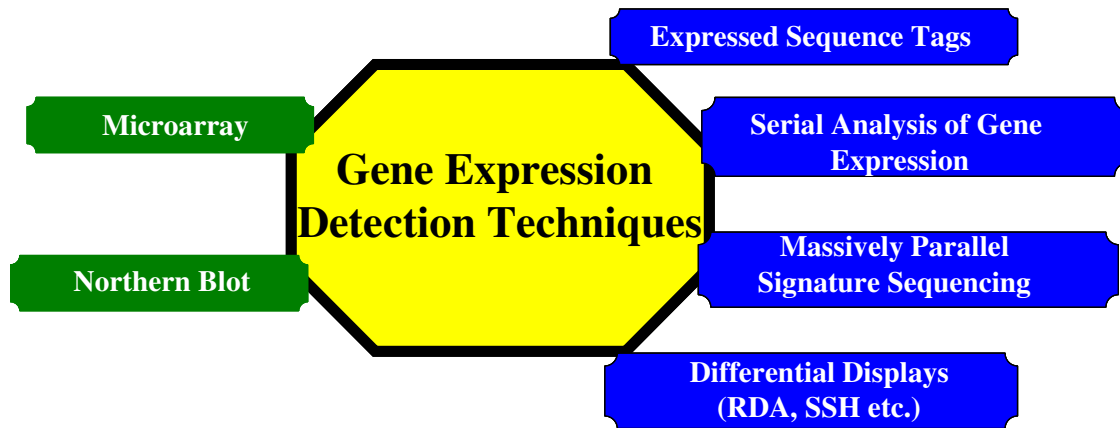 Expressed Sequence Tags
Microarray
Serial Analysis of Gene
Expression
Gene Expression
Detection Techniques
Northern Blot
Massively Parallel
Signature Sequencing
Differential Displays
(RDA, SSH etc.)